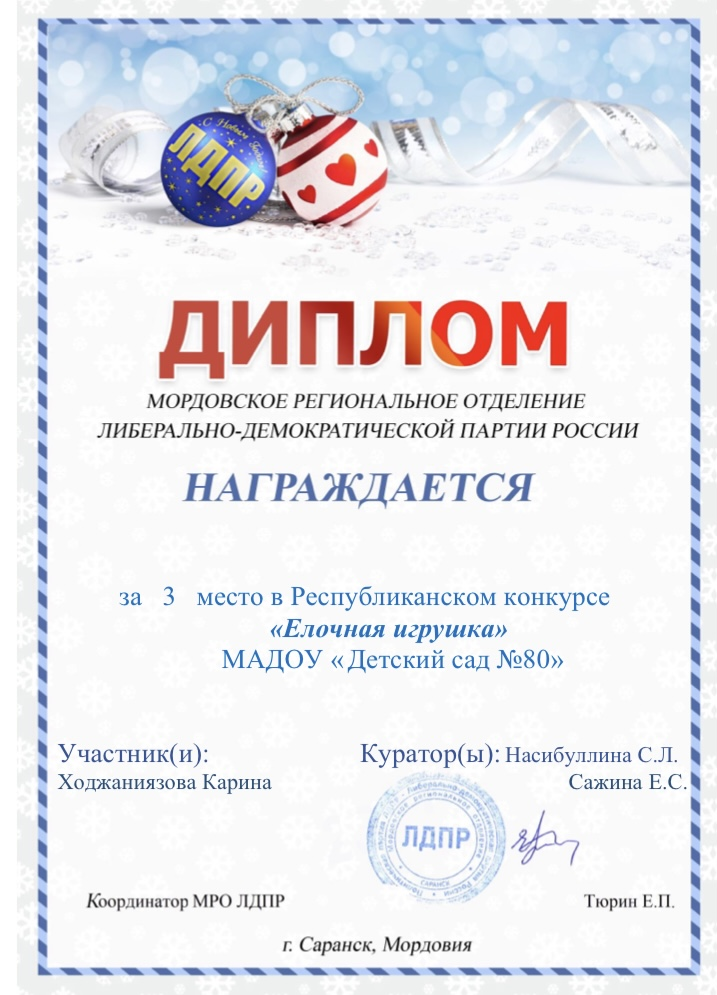 С Новым Годом
ЛДПР
ДИПЛОМ
МОРДОВСКОЕ РЕГИОНАЛЬНОЕ ОТДЕЛЕНИЕ
ЛИБЕРАЛЬНО-ДЕМОКРАТИЧЕСКОЙ ПАРТИИ РОССИИ
НАГРАЖДАЕТСЯ
за 3 место в Республиканском конкурсе
«Елочная игрушка»
МАДОУ «Детский сад №80»
Участник(и):
Ходжаниязова Карина
Куратор(ы): Насибуллина С.Л.
Сажина Е.С.
ЛДПР
САРАНСК
Координатор МРО ЛДПР
Тюрин Е.П.
г. Саранск, Мордовия